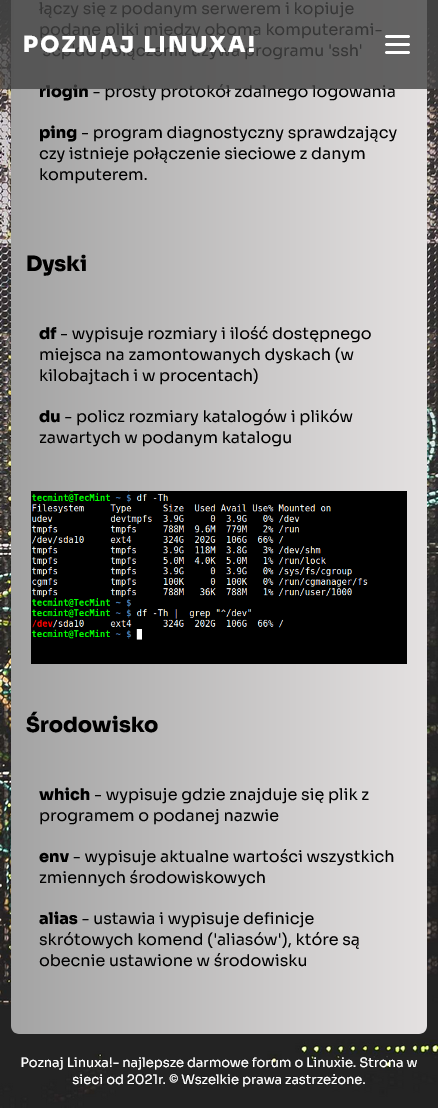 łączy się z podanym serwerem i kopiuje
podane pliki między oboma komputerami-
POZNAJ LINUXA!
scp do połączenia używa programu 'ssh'
rlogin – prosty protokół zdalnego logowania
ping – program diagnostyczny sprawdzający
czy istnieje połączenie sieciowe z danym
komputerem.
Dyski
df – wypisuje rozmiary i ilość dostępnego
miejsca na zamontowanych dyskach (w
kilobajtach i w procentach)
du – policz rozmiary katalogów i plików
zawartych w podanym katalogu
tecmint@TecMint ~ $ df -Th
Filesystem Type Size Used Avail Use% Mounted on
udev devtmpfs 3.9G 0 3.9G 0% /dev
tmpfs tmpfs 788M 9.6M 779M 2% /run
/dev/sda10 ext4 324G 202G 106G 66% /
tmpfs tmpfs 3.9G 118M 3.8G 3% /dev/shm
tmpfs tmpfs 5.0M 4.0K 5.0M 1% /run/lock
tmpfs tmpfs 3.9G 0 3.9G 0% /sys/fs/cgroup
cgmfs tmpfs 100K 0 100K 0% /run/cgmanager/fs
tmpfs tmpfs 788M 36K 788M 1% /run/user/1000
tecmint@TecMint ~ $
tecmint@TecMint ~ $ df -Th | grep "^/dev"
/dev/sda10 ext4 324G 202G 106G 66% /
tecmint@TecMint ~ $
Środowisko
which – wypisuje gdzie znajduje się plik z
programem o podanej nazwie
env – wypisuje aktualne wartości wszystkich
zmiennych środowiskowych
alias – ustawia i wypisuje definicje
skrótowych komend ('aliasów'), które są
obecnie ustawione w środowisku
Poznaj Linuxa!- najlepsze darmowe forum o Linuxie. Strona w
sieci od 2021r. © Wszelkie prawa zastrzeżone.